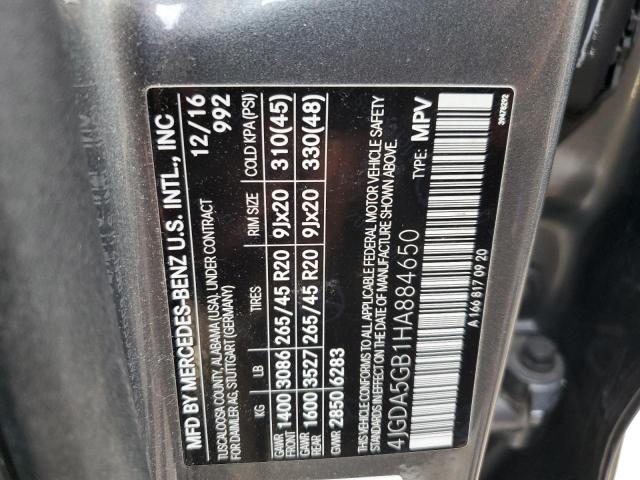 MFD BY MERCEDES-BENZ U.S. INTL., INC
TUSCALOOSA COUNTY, ALABAMA (USA), UNDER CONTRACT
FOR DAIMLER AG, STUTTGART (GERMANY)
12/16
992
KG LB TIRES RIM SIZE COLD KPA (PSI)
GAWR FRONT 1400 3086 265/45 R20 9Jx20 310(45)
GAWR REAR 1600 3527 265/45 R20 9Jx20 330(48)
GVWR 2850 6283
THIS VEHICLE CONFORMS TO ALL APPLICABLE FEDERAL MOTOR VEHICLE SAFETY
STANDARDS IN EFFECT ON THE DATE OF MANUFACTURE SHOWN ABOVE.
4JGDA5GB1HA884650 TYPE: MPV
A 166 817 09 20